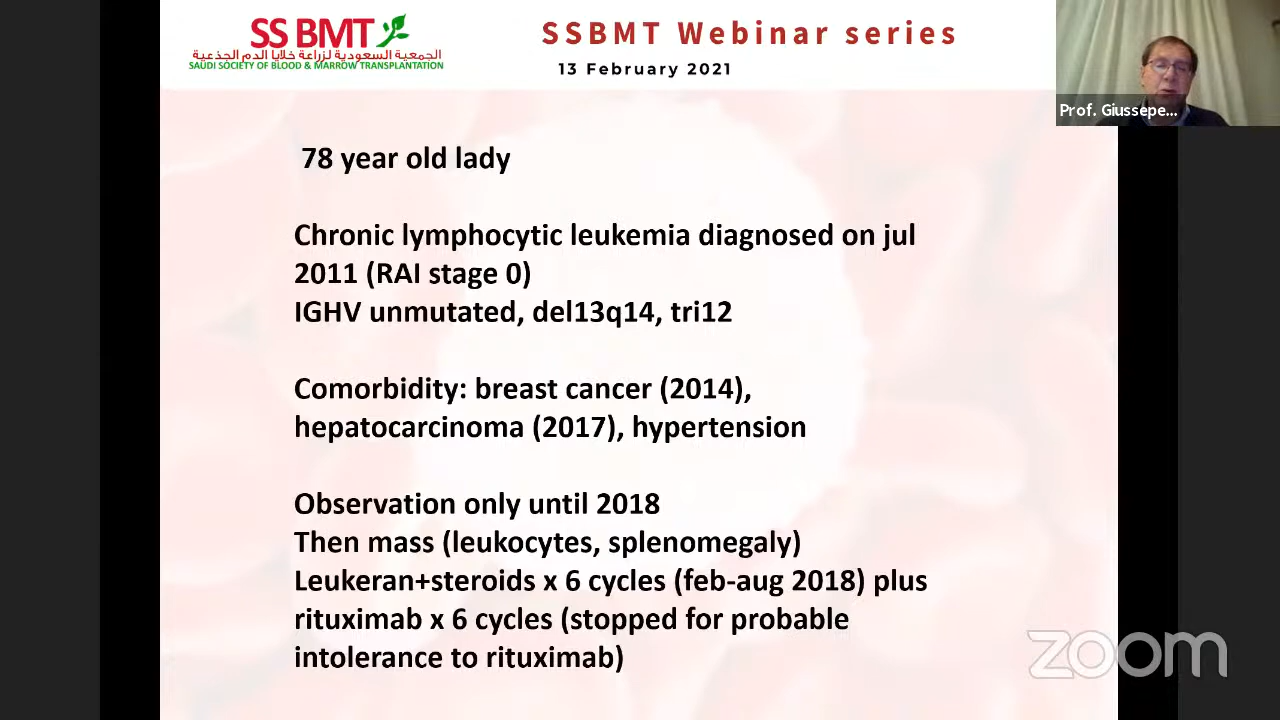 SS BMT
الجمعية السعودية لزراعة خلايا الدم الجذعية
SAUDI SOCIETY OF BLOOD & MARROW TRANSPLANTATION
SSBMT Webinar series
13 February 2021
Prof. Giussepe...
78 year old lady
Chronic lymphocytic leukemia diagnosed on jul
2011 (RAI stage 0)
IGHV unmutated, del13q14, tri12
Comorbidity: breast cancer (2014),
hepatocarcinoma (2017), hypertension
Observation only until 2018
Then mass (leukocytes, splenomegaly)
Leukeran+steroids x 6 cycles (feb-aug 2018) plus
rituximab x 6 cycles (stopped for probable
intolerance to rituximab)
zoom